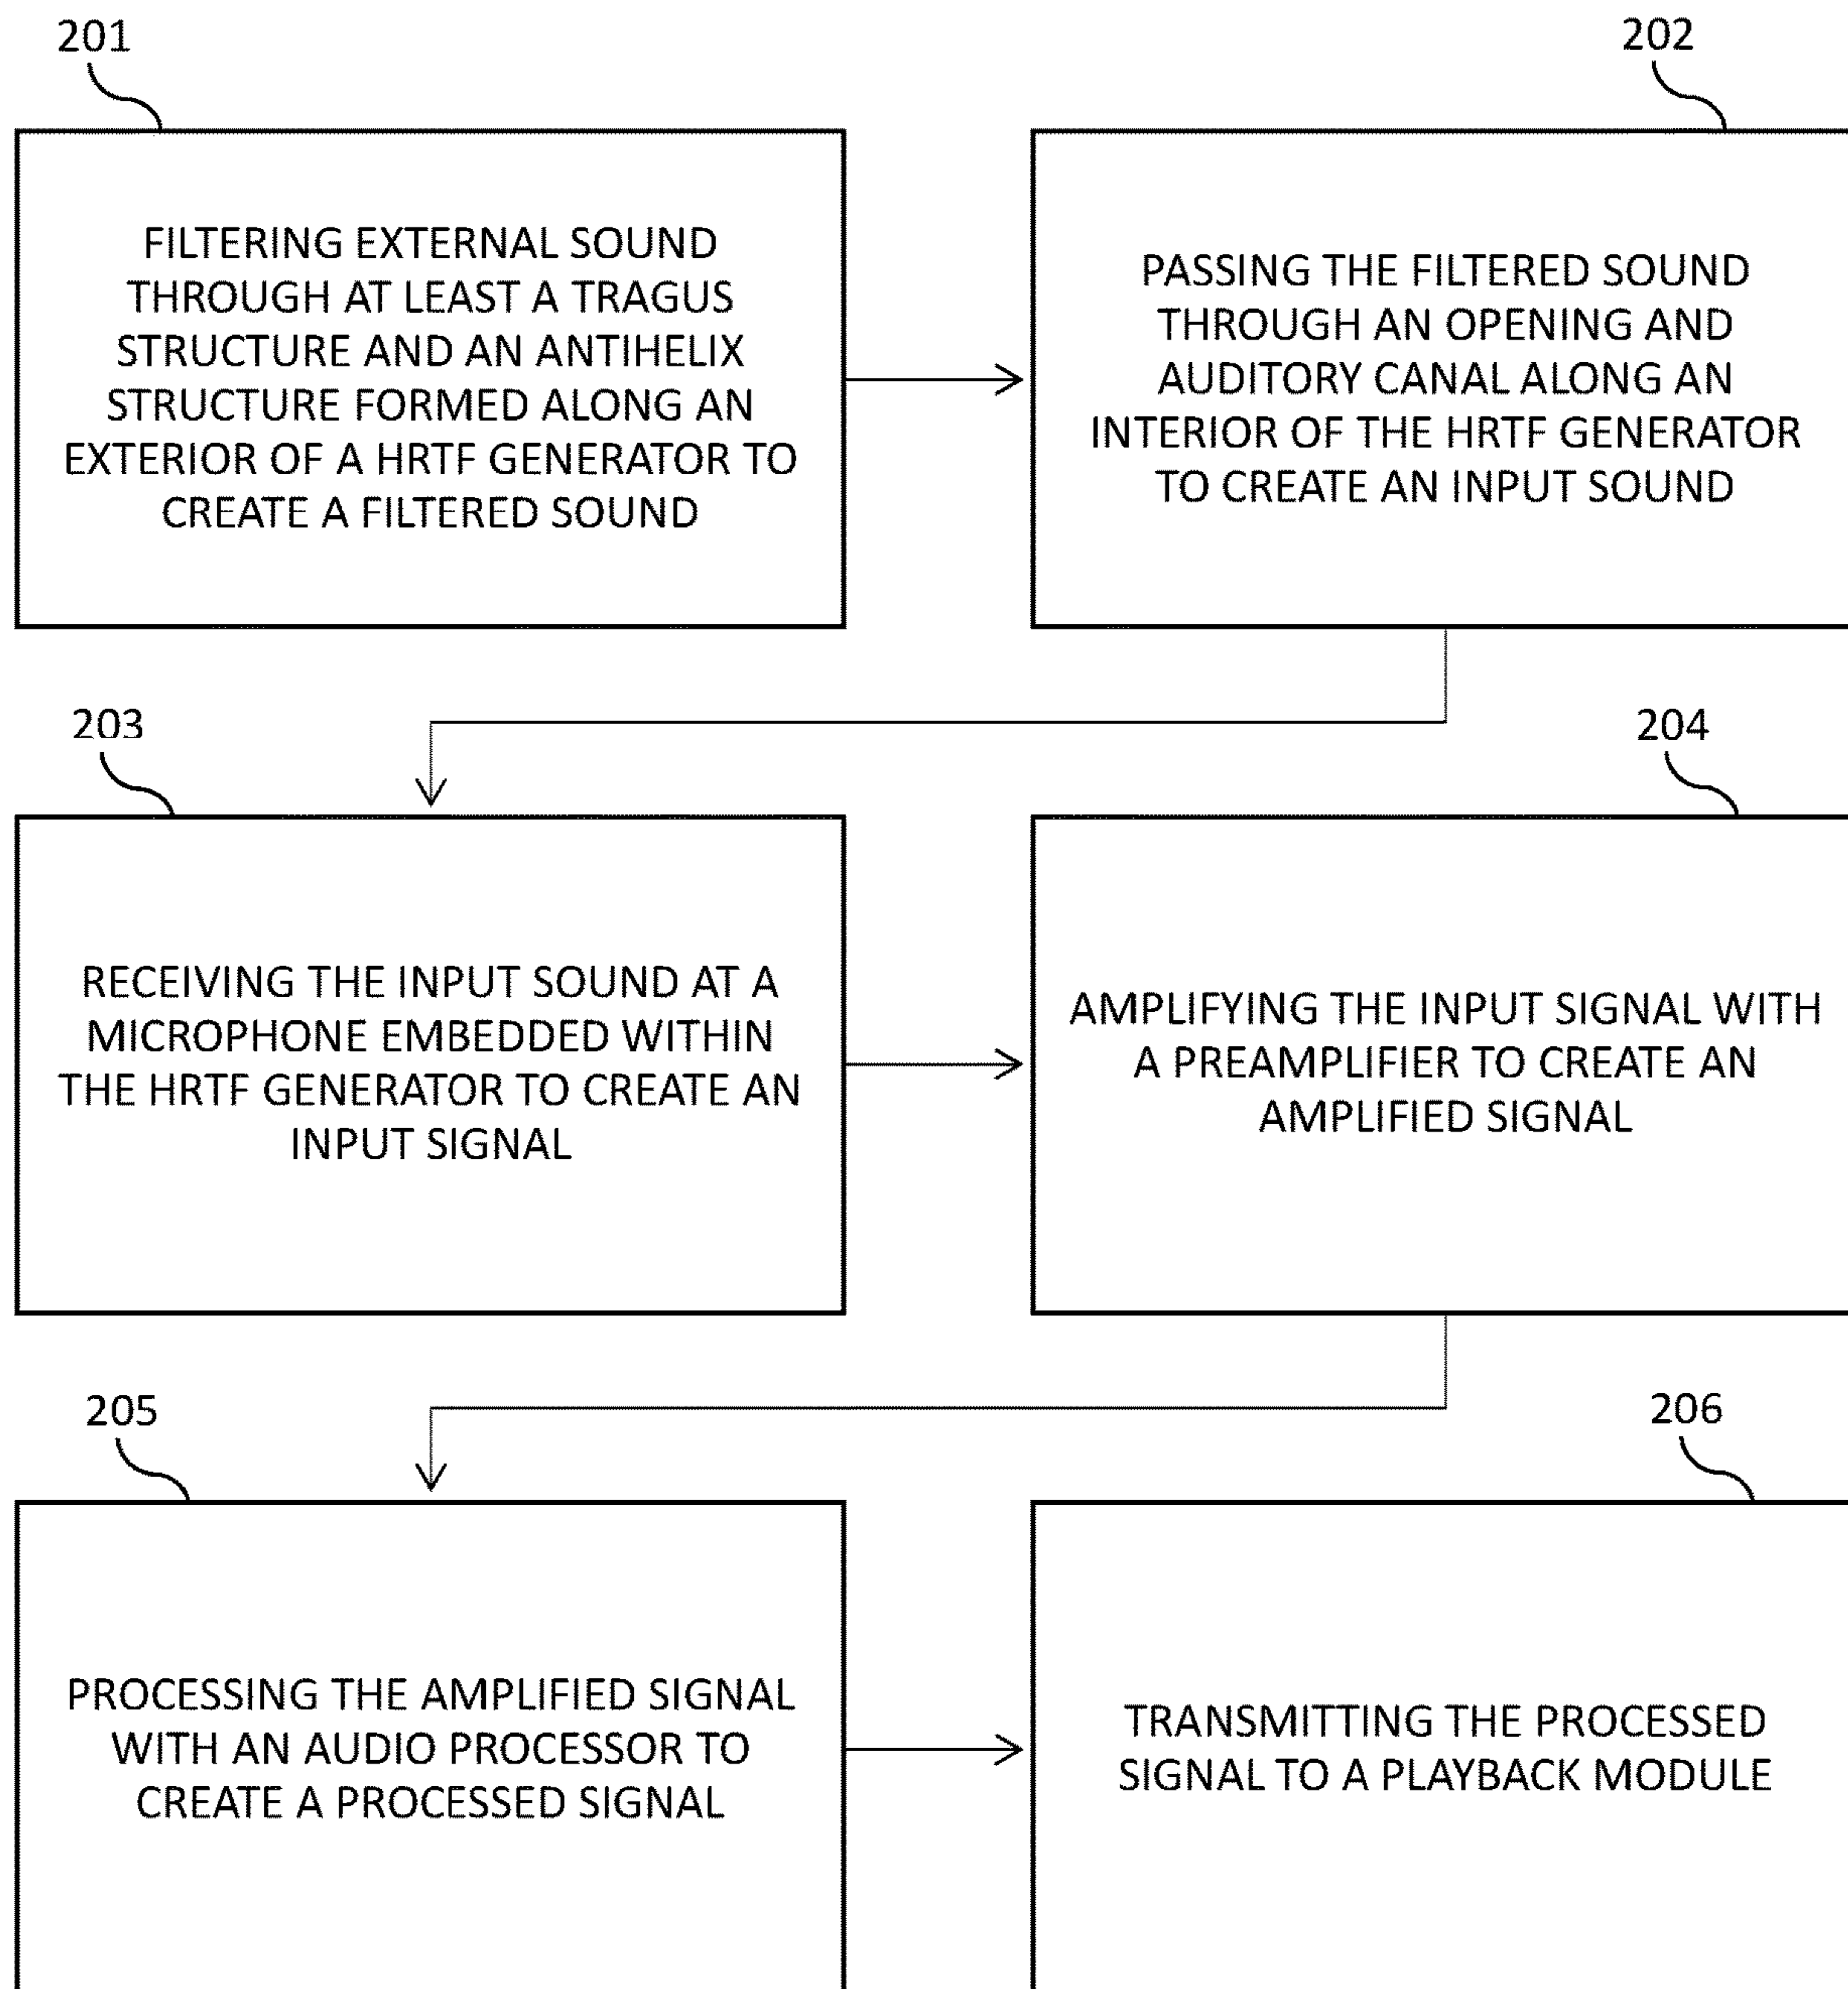 201
FILTERING EXTERNAL SOUND
THROUGH AT LEAST A TRAGUS
STRUCTURE AND AN ANTIHELIX
STRUCTURE FORMED ALONG AN
EXTERIOR OF A HRTF GENERATOR TO
CREATE A FILTERED SOUND
202
PASSING THE FILTERED SOUND
THROUGH AN OPENING AND
AUDITORY CANAL ALONG AN
INTERIOR OF THE HRTF GENERATOR
TO CREATE AN INPUT SOUND
203
RECEIVING THE INPUT SOUND AT A
MICROPHONE EMBEDDED WITHIN
THE HRTF GENERATOR TO CREATE AN
INPUT SIGNAL
204
AMPLIFYING THE INPUT SIGNAL WITH
A PREAMPLIFIER TO CREATE AN
AMPLIFIED SIGNAL
205
PROCESSING THE AMPLIFIED SIGNAL
WITH AN AUDIO PROCESSOR TO
CREATE A PROCESSED SIGNAL
206
TRANSMITTING THE PROCESSED
SIGNAL TO A PLAYBACK MODULE